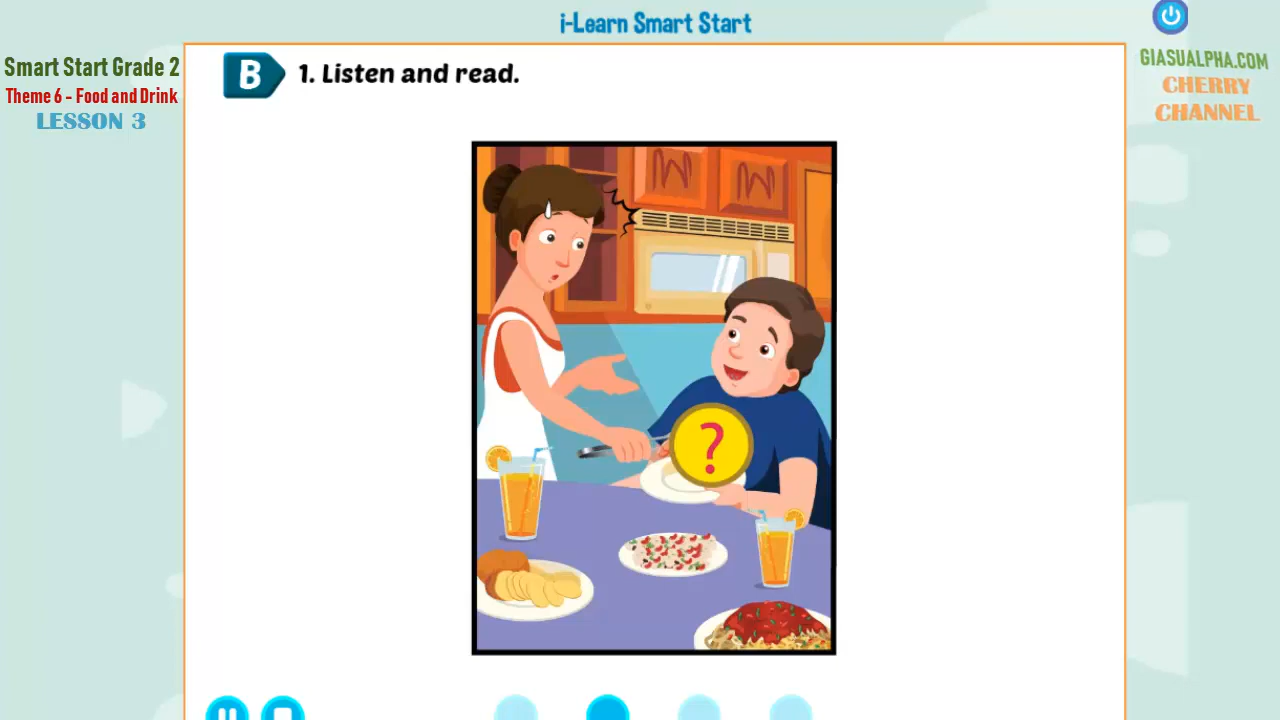 i-Learn Smart Start
Smart Start Grade 2
Theme 6 - Food and Drink
LESSON 3
GIASUALPHA.COM
CHERRY
CHANNEL
B 1. Listen and read.
?